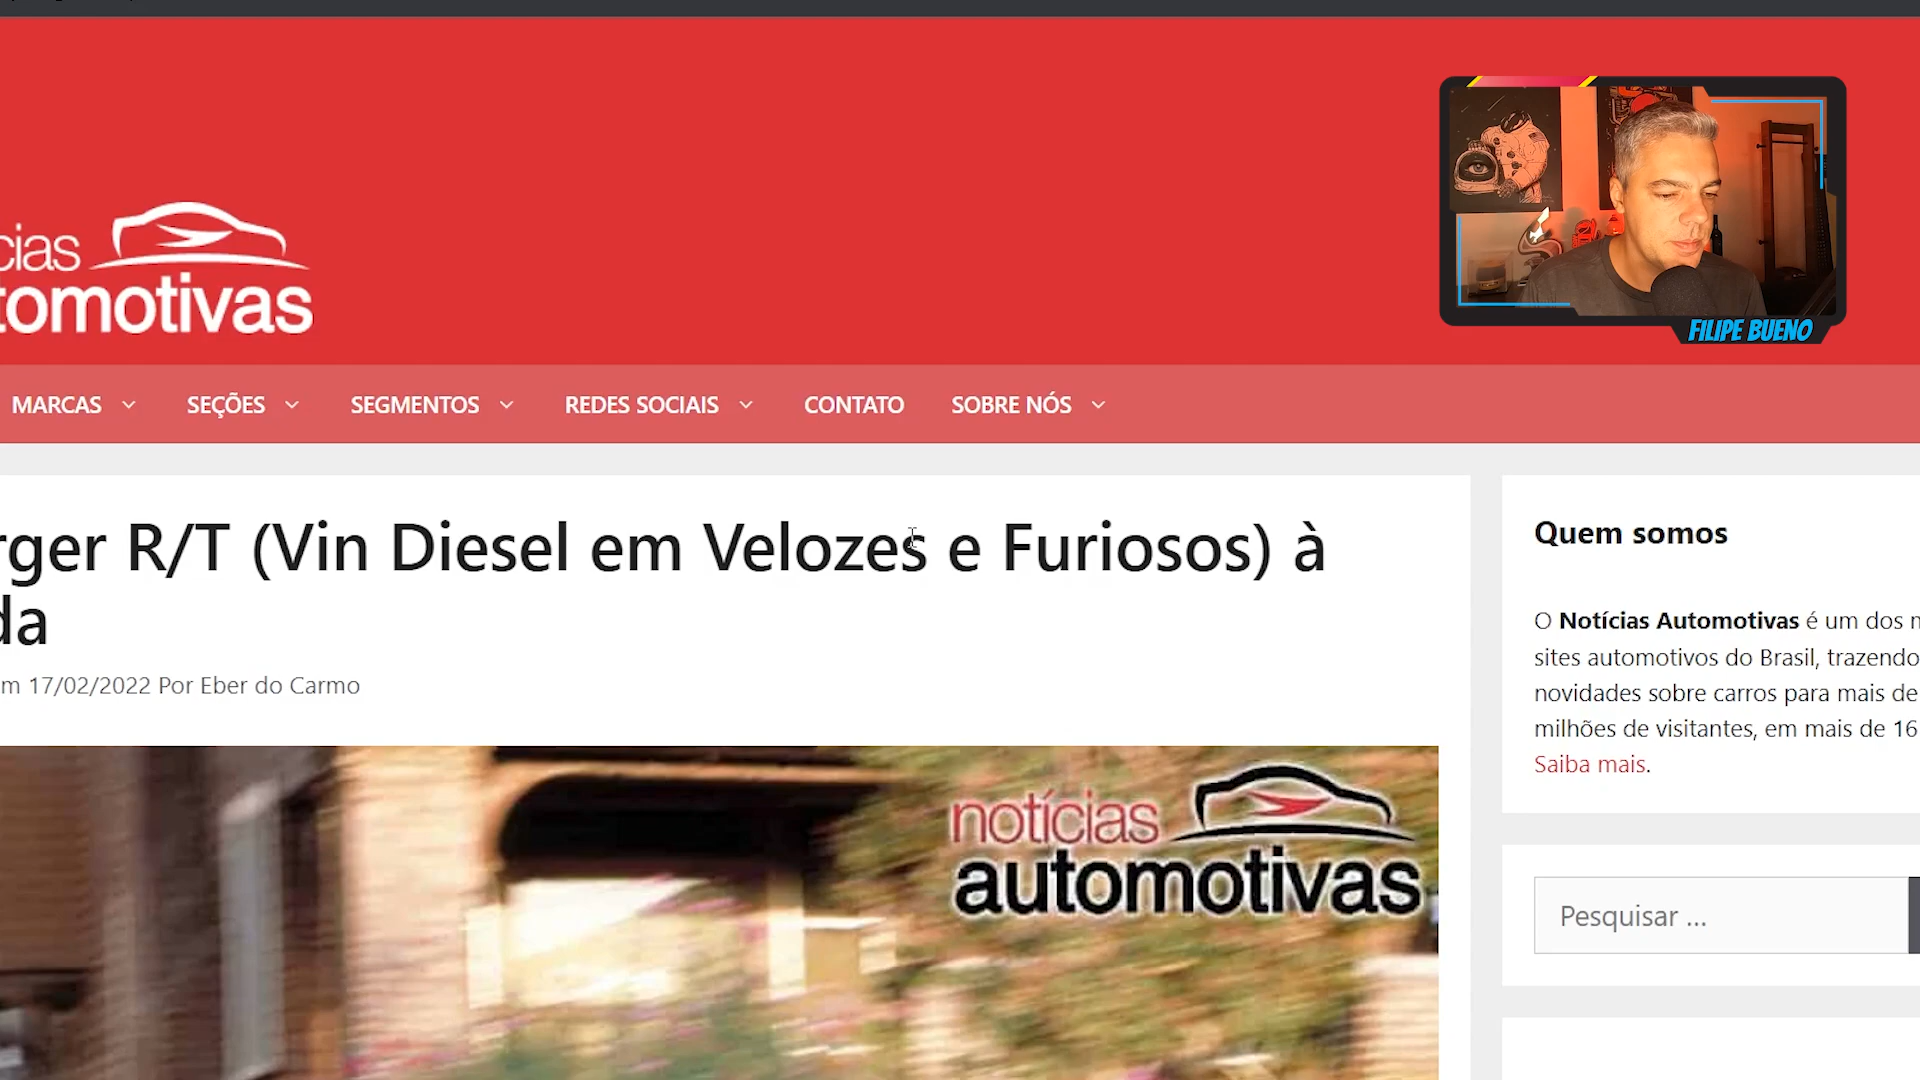 FILIPE BUENO
cias
tomotivas
MARCAS
SEÇÕES
SEGMENTOS
REDES SOCIAIS
CONTATO
SOBRE NÓS
rger R/T (Vin Diesel em Velozes e Furiosos) à
da
m 17/02/2022 Por Eber do Carmo
notícias
automotivas
Quem somos
O Notícias Automotivas é um dos m
sites automotivos do Brasil, trazendo
novidades sobre carros para mais de
milhões de visitantes, em mais de 16
Saiba mais.
Pesquisar ...